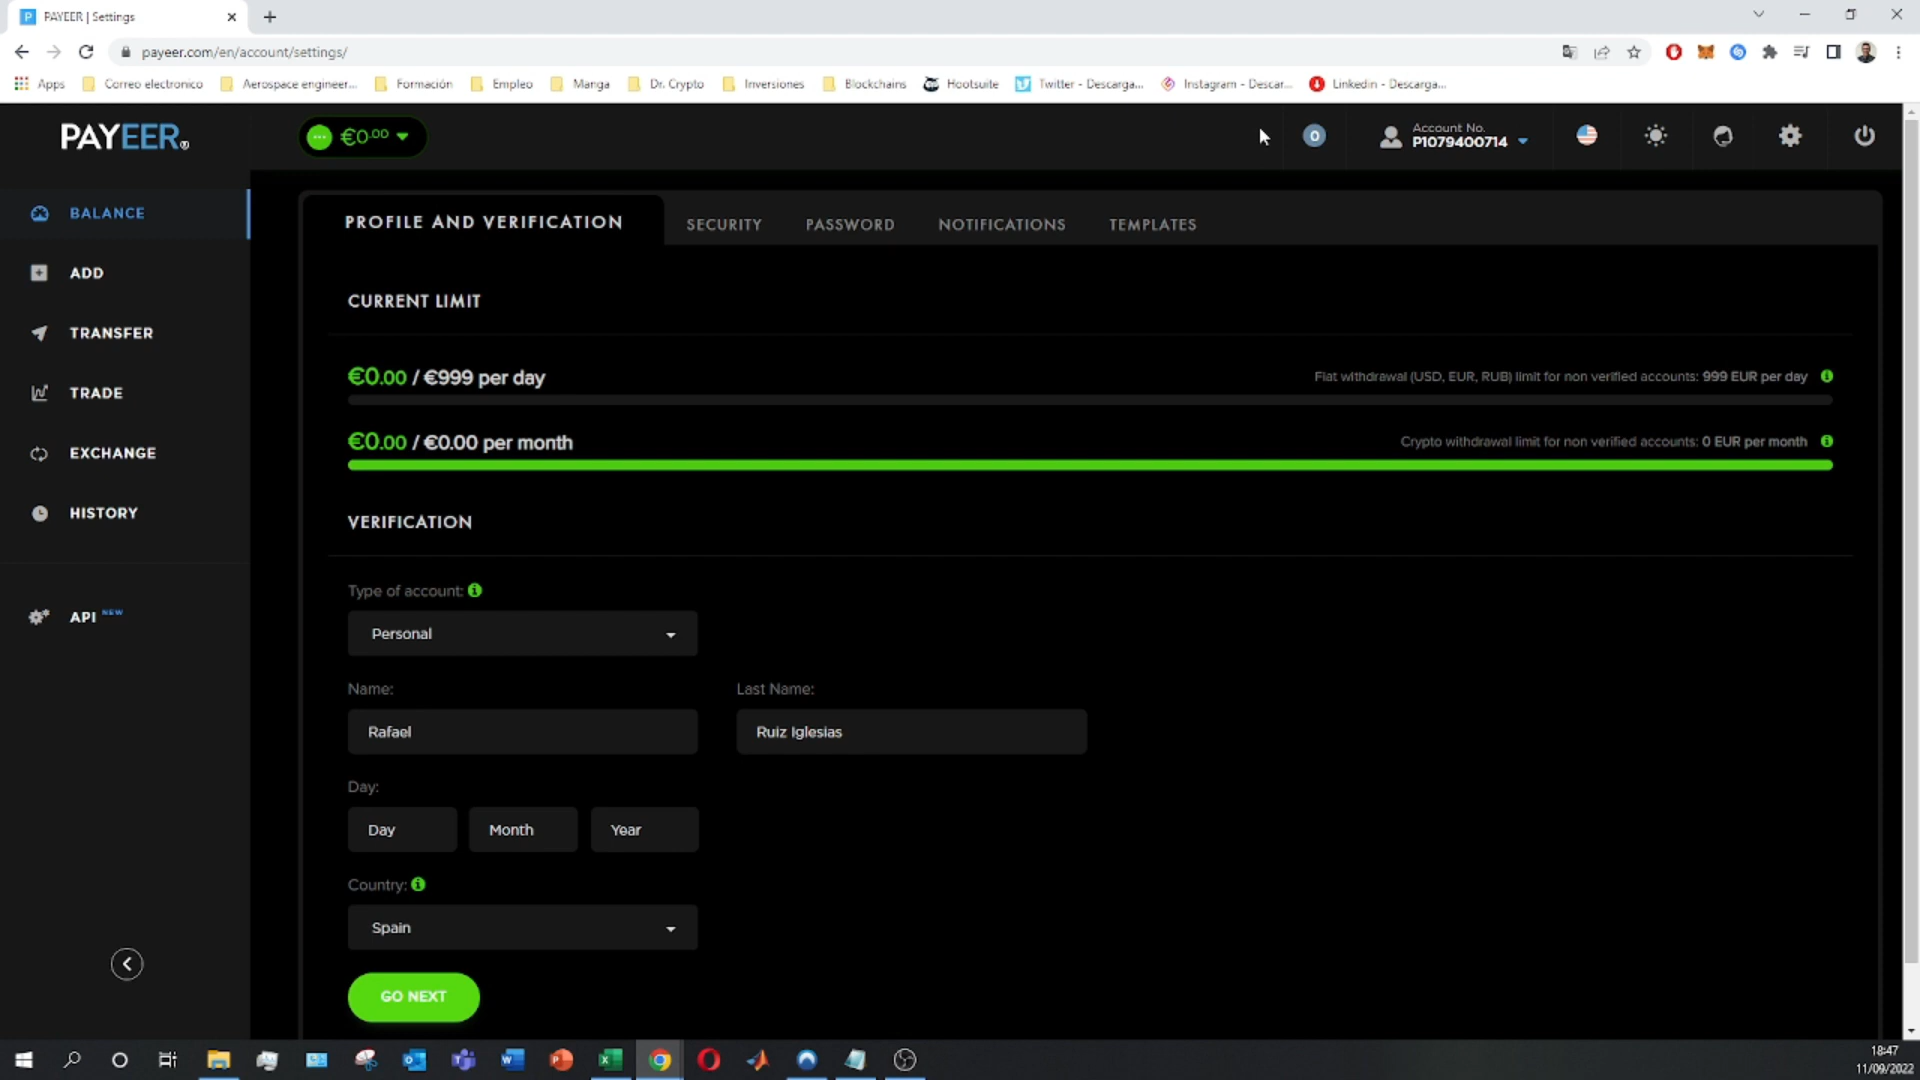 PAYEER | Settings
payeer.com/en/account/settings/
Apps
Correo electronico
Aerospace engineer...
Formación
Empleo
Manga
Dr. Crypto
Inversiones
Blockchains
Hootsuite
Twitter - Descarga...
Instagram - Descar...
Linkedin - Descarga...
PAYEER®
€0.00
0
Account No.
P1079400714
BALANCE
ADD
TRANSFER
TRADE
EXCHANGE
HISTORY
API NEW
PROFILE AND VERIFICATION
SECURITY
PASSWORD
NOTIFICATIONS
TEMPLATES
CURRENT LIMIT
€0.00 / €999 per day
Fiat withdrawal (USD, EUR, RUB) limit for non verified accounts: 999 EUR per day
€0.00 / €0.00 per month
Crypto withdrawal limit for non verified accounts: 0 EUR per month
VERIFICATION
Type of account:
Personal
Name:
Last Name:
Rafael
Ruiz Iglesias
Day:
Day
Month
Year
Country:
Spain
GO NEXT
18:47
11/09/2022